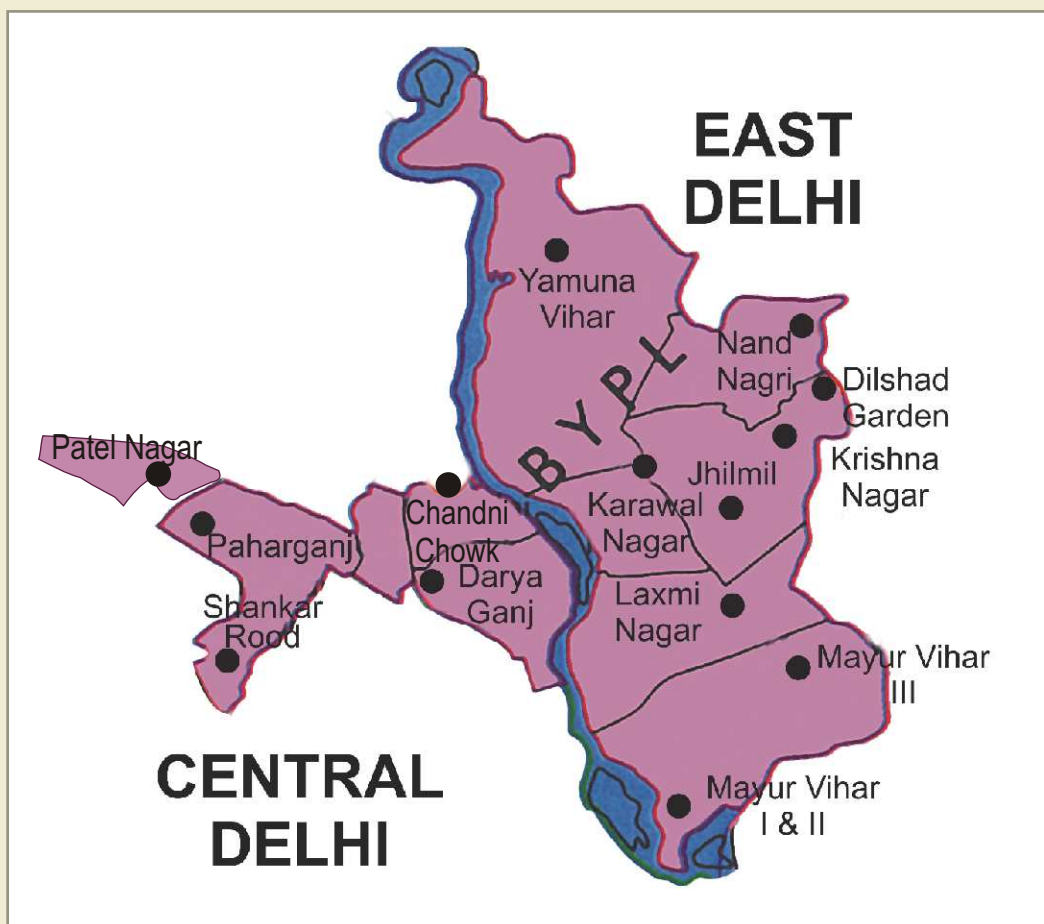 EAST
DELHI
Yamuna
Vihar
Nand
Nagri
Dilshad
Garden
BYPL
Krishna
Nagar
Jhilmil
Karawal
Nagar
Patel Nagar
Chandni
Chowk
Paharganj
Darya
Ganj
Shankar
Rood
Laxmi
Nagar
Mayur Vihar
III
CENTRAL
DELHI
Mayur Vihar
I & II